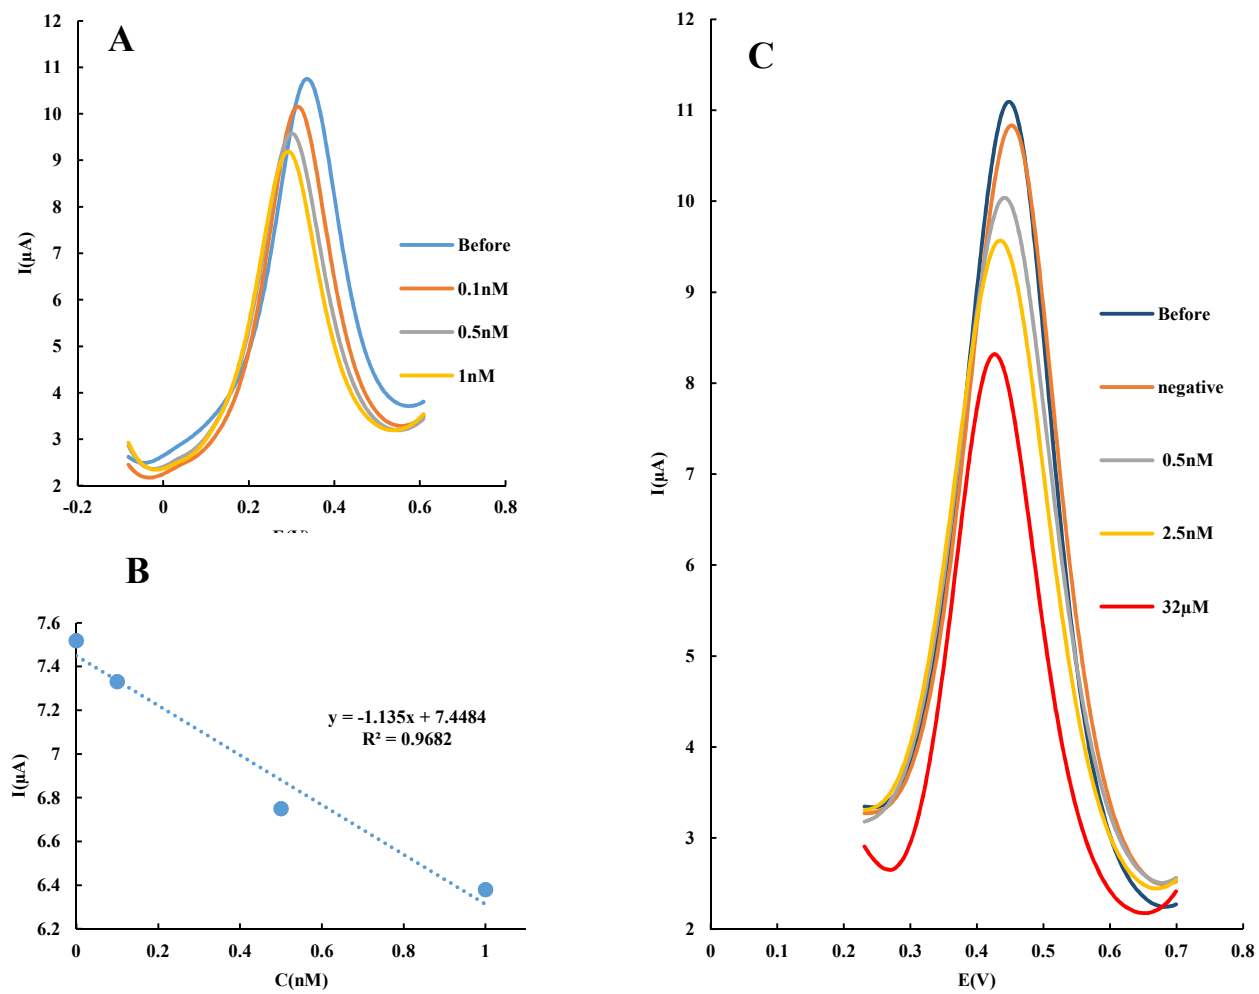 A
12
11
10
9
8
7
6
5
4
3
2
-0.2
0
0.2
0.4
0.6
0.8
I(µA)
Before
0.1nM
0.5nM
1nM
B
7.6
7.4
7.2
7
6.8
6.6
6.4
6.2
0
0.2
0.4
0.6
0.8
1
I(µA)
C(nM)
y = -1.135x + 7.4484
R² = 0.9682
C
12
11
10
9
8
7
6
5
4
3
2
0
0.1
0.2
0.3
0.4
0.5
0.6
0.7
0.8
I(µA)
E(V)
Before
negative
0.5nM
2.5nM
32µM